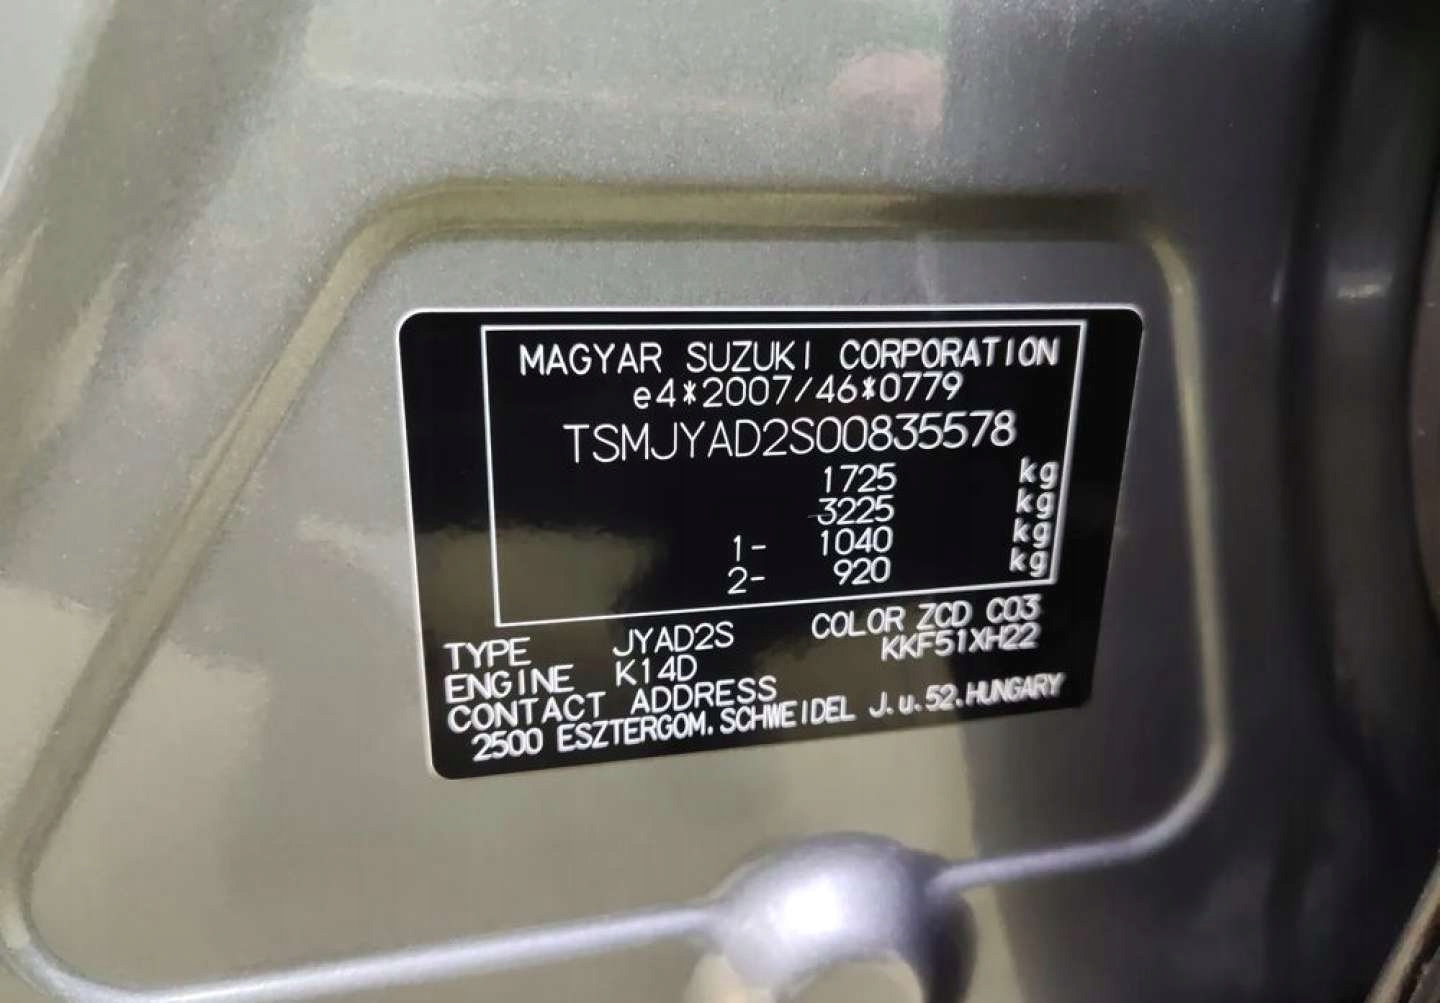 MAGYAR SUZUKI CORPORATION
e4*2007/46*0779
TSMJYAD2S00835578
1725 kg
3225 kg
1- 1040 kg
2- 920 kg
TYPE JYAD2S COLOR ZCD C03
ENGINE K14D KKF51XH22
CONTACT ADDRESS
2500 ESZTERGOM. SCHWEIDEL J.u.52.HUNGARY